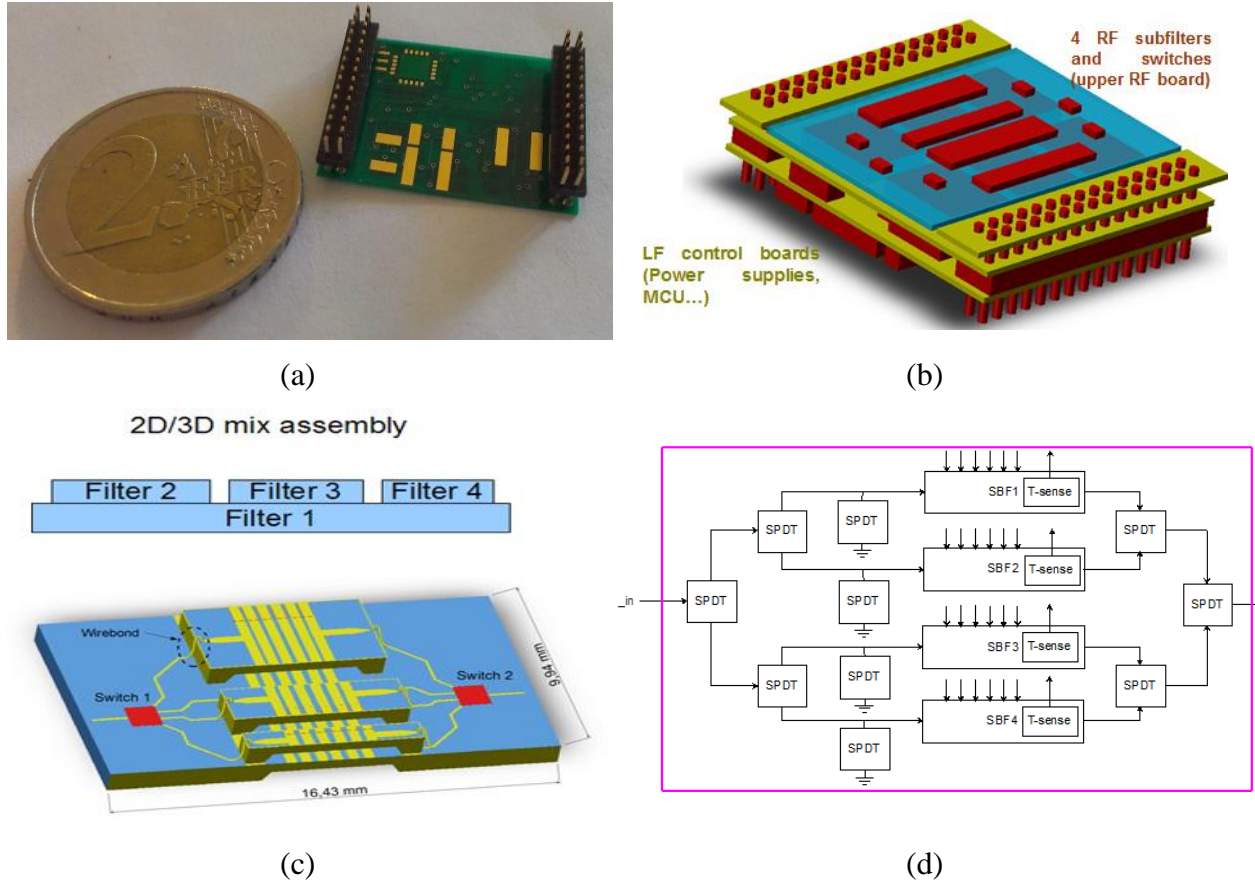 2
4 RF subfilters
and switches
(upper RF board)
LF control boards
(Power supplies,
MCU...)
(a)
(b)
2D/3D mix assembly
Filter 2
Filter 3
Filter 4
Filter 1
Wirebond
Switch 1
Switch 2
9,94 mm
16,43 mm
_in
SPDT
SPDT
SPDT
SPDT
SPDT
SPDT
SPDT
SBF1
T-sense
SBF2
T-sense
SBF3
T-sense
SBF4
T-sense
SPDT
SPDT
SPDT
(c)
(d)